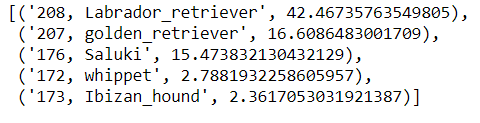 [('208, Labrador_retriever', 42.46735763549805),
('207, golden_retriever', 16.6086483001709),
('176, Saluki', 15.473832130432129),
('172, whippet', 2.7881932258605957),
('173, Ibizan_hound', 2.3617053031921387)]